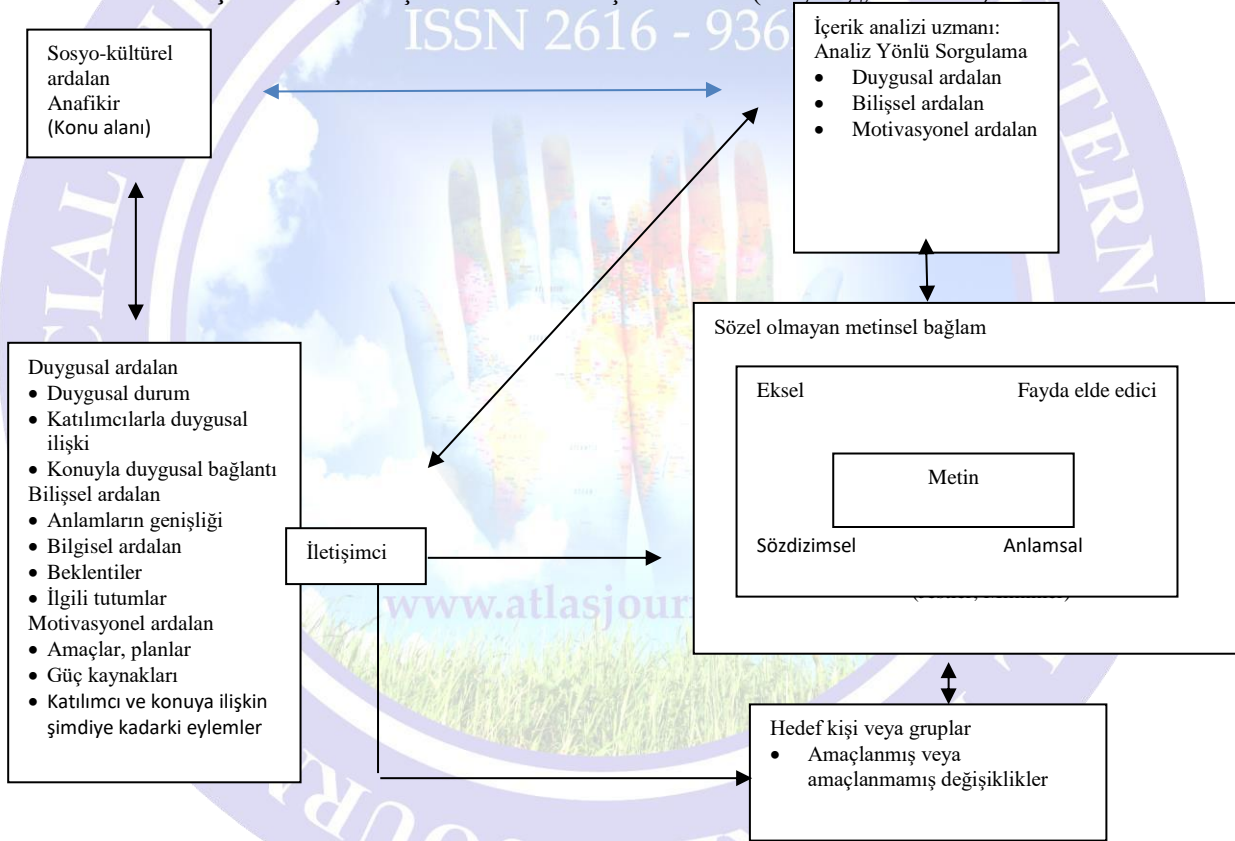 ISSN 2616 - 936
Sosyo-kültürel
ardalan
Anafikir
(Konu alanı)
İçerik analizi uzmanı:
Analiz Yönlü Sorgulama
• Duygusal ardalan
• Bilişsel ardalan
• Motivasyonel ardalan
Duygusal ardalan
• Duygusal durum
• Katılımcılarla duygusal
ilişki
• Konuyla duygusal bağlantı
Bilişsel ardalan
• Anlamların genişliği
• Bilgisel ardalan
• Beklentiler
• İlgili tutumlar
Motivasyonel ardalan
• Amaçlar, planlar
• Güç kaynakları
• Katılımcı ve konuya ilişkin
şimdiye kadarki eylemler
İletişimci
Sözel olmayan metinsel bağlam
Eksel Fayda elde edici
Metin
Sözdizimsel Anlamsal
www.atlasjour
Hedef kişi veya gruplar
• Amaçlanmış veya
amaçlanmamış değişiklikler
CIAL
TERN
JOURN